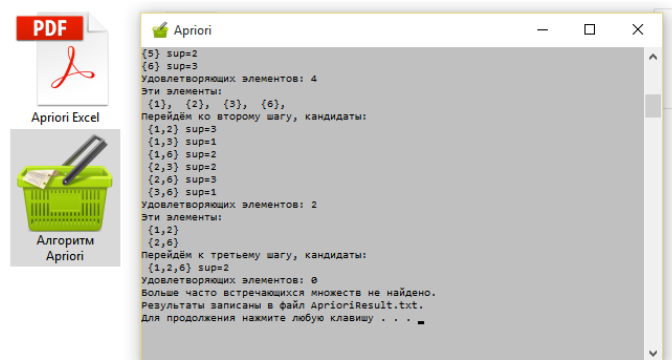 PDF
Apriori Excel
Алгоритм
Apriori
Apriori
{5} sup=2
{6} sup=3
Удовлетворяющих элементов: 4
Эти элементы:
{1}, {2}, {3}, {6},
Перейдём ко второму шагу, кандидаты:
{1,2} sup=3
{1,3} sup=1
{1,6} sup=2
{2,3} sup=2
{2,6} sup=3
{3,6} sup=1
Удовлетворяющих элементов: 2
Эти элементы:
{1,2}
{2,6}
Перейдём к третьему шагу, кандидаты:
{1,2,6} sup=2
Удовлетворяющих элементов: 0
Больше часто встречающихся множеств не найдено.
Результаты записаны в файл AprioriResult.txt.
Для продолжения нажмите любую клавишу . . .